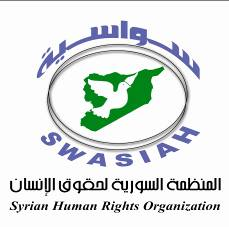 سواسية
SWASIAH
المنظمة السورية لحقوق الإنسان
Syrian Human Rights Organization